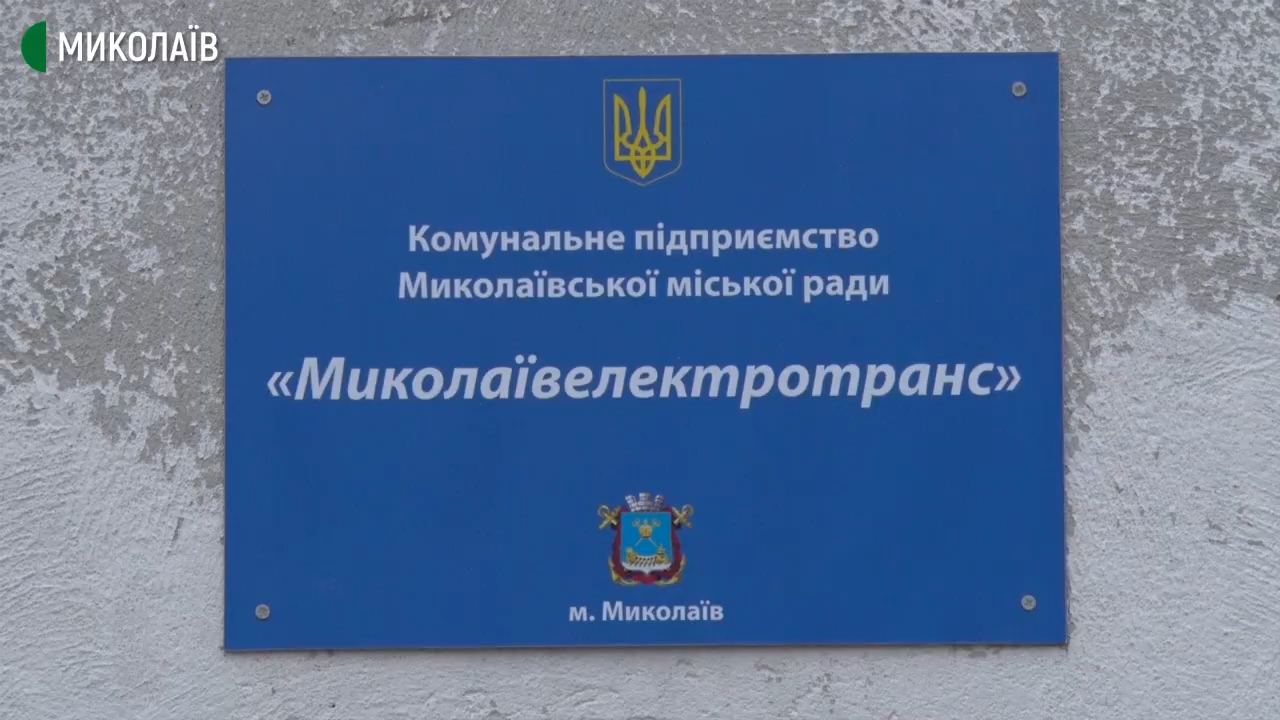 МИКОЛАЇВ
Комунальне підприємство
Миколаївської міської ради
«Миколаївелектротранс»
м. Миколаїв